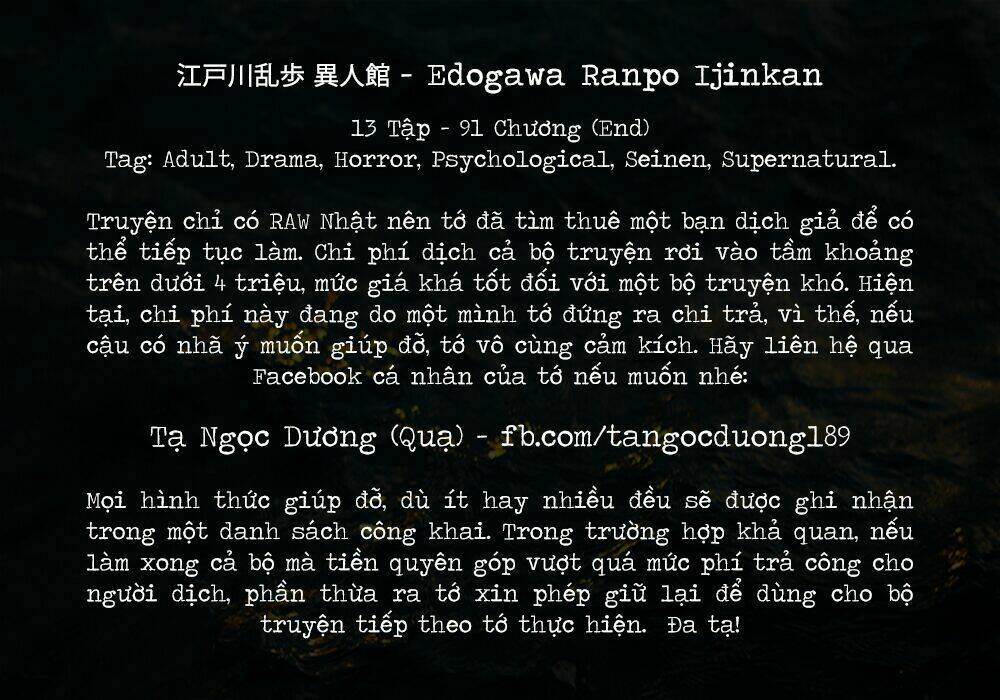 江戸川乱歩 異人館 - Edogawa Ranpo Ijinkan
13 Tập - 91 Chương (End)
Tag: Adult, Drama, Horror, Psychological, Seinen, Supernatural.
Truyện chỉ có RAW Nhật nên tớ đã tìm thuê một bạn dịch giả để có
thể tiếp tục làm. Chi phí dịch cả bộ truyện rơi vào tầm khoảng
trên dưới 4 triệu, mức giá khá tốt đối với một bộ truyện khó. Hiện
tại, chi phí này đang do một mình tớ đứng ra chi trả, vì thế, nếu
cậu có nhã ý muốn giúp đỡ, tớ vô cùng cảm kích. Hãy liên hệ qua
Facebook cá nhân của tớ nếu muốn nhé:
Tạ Ngọc Dương (Quạ) - fb.com/tangocduong189
Mọi hình thức giúp đỡ, dù ít hay nhiều đều sẽ được ghi nhận
trong một danh sách công khai. Trong trường hợp khả quan, nếu
làm xong cả bộ mà tiền quyên góp vượt qua mức phí trả công cho
người dịch, phần thừa ra tớ xin phép giữ lại để dùng cho bộ
truyện tiếp theo tớ thực hiện. Đa tạ!